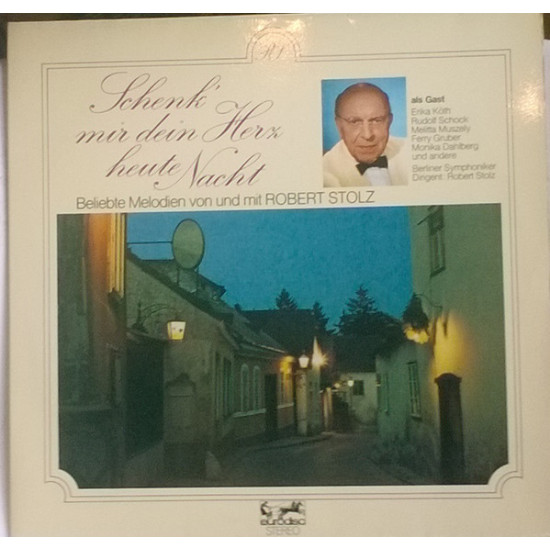 RS
Schenk'
mir dein Herz
heute Nacht
Beliebte Melodien von und mit ROBERT STOLZ
als Gast
Erika Köth
Rudolf Schock
Melitta Muszely
Ferry Gruber
Monika Dahlberg
und andere
Berliner Symphoniker
Dirigent: Robert Stolz
eurodisc
STEREO